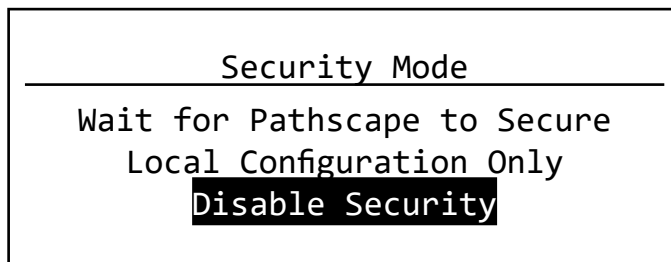 Security Mode
Wait for Pathscape to Secure
Local Configuration Only
Disable Security